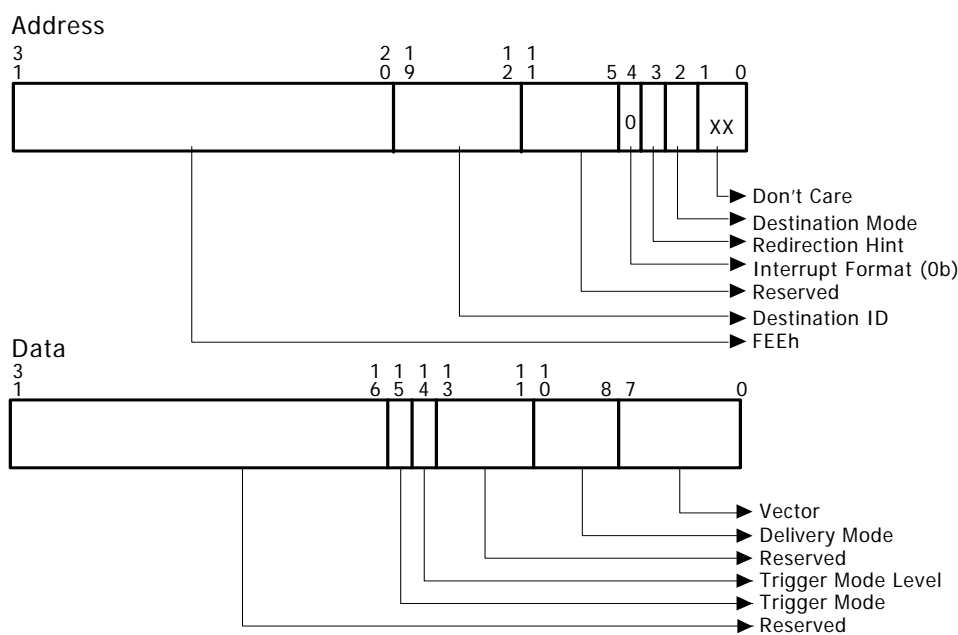 Address
3 2 1 1 1
1 0 9 2 1 5 4 3 2 1 0
0 XX
Don't Care
Destination Mode
Redirection Hint
Interrupt Format (0b)
Reserved
Destination ID
FEEh
Data
3 1 1 1 1 1 1
1 6 5 4 3 1 0 8 7 0
Vector
Delivery Mode
Reserved
Trigger Mode Level
Trigger Mode
Reserved